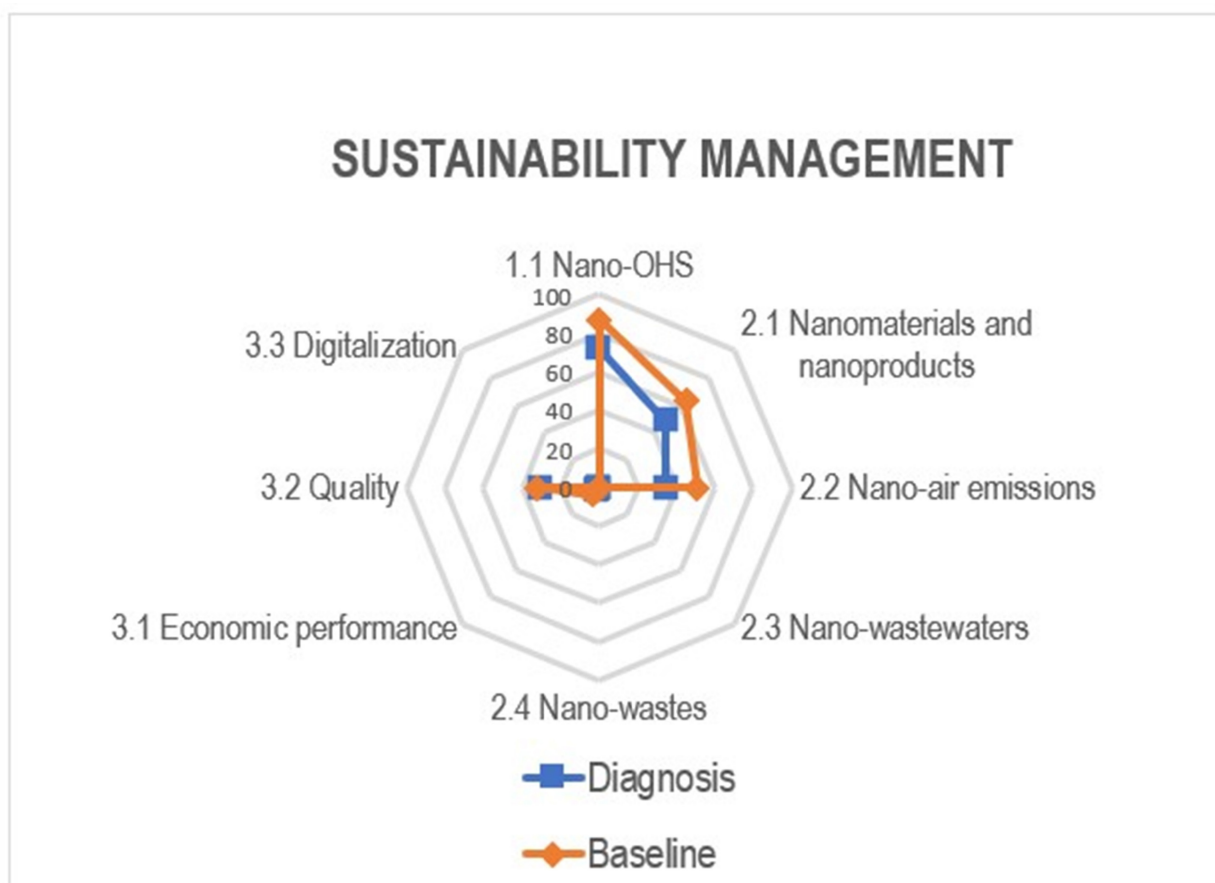 SUSTAINABILITY MANAGEMENT
1.1 Nano-OHS
100
80
60
40
20
0
2.1 Nanomaterials and
nanoproducts
3.3 Digitalization
3.2 Quality
2.2 Nano-air emissions
3.1 Economic performance
2.3 Nano-wastewaters
2.4 Nano-wastes
Diagnosis
Baseline